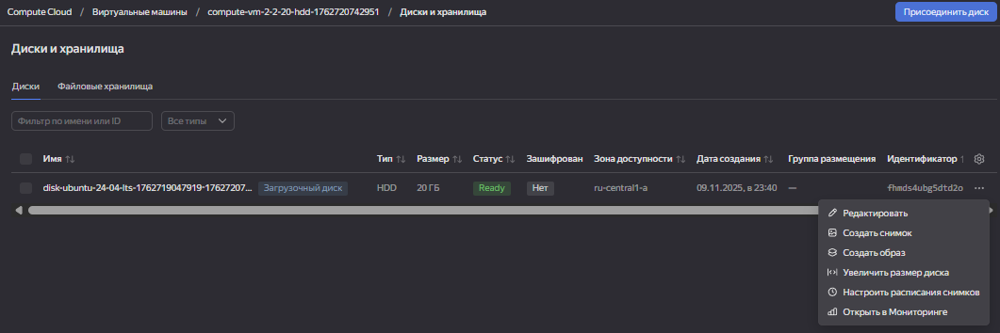 Compute Cloud / Виртуальные машины / compute-vm-2-2-20-hdd-1762720742951 / Диски и хранилища Присоединить диск
Диски и хранилища
Диски Файловые хранилища
Фильтр по имени или ID Все типы
Имя Тип Размер Статус Зашифрован Зона доступности Дата создания Группа размещения Идентификатор
disk-ubuntu-24-04-lts-1762719047919-17627207... Загрузочный диск HDD 20 ГБ Ready Нет ru-central1-a 09.11.2025, в 23:40 — fhmds4ubg5dtd2o
Редактировать
Создать снимок
Создать образ
Увеличить размер диска
Настроить расписания снимков
Открыть в Мониторинге